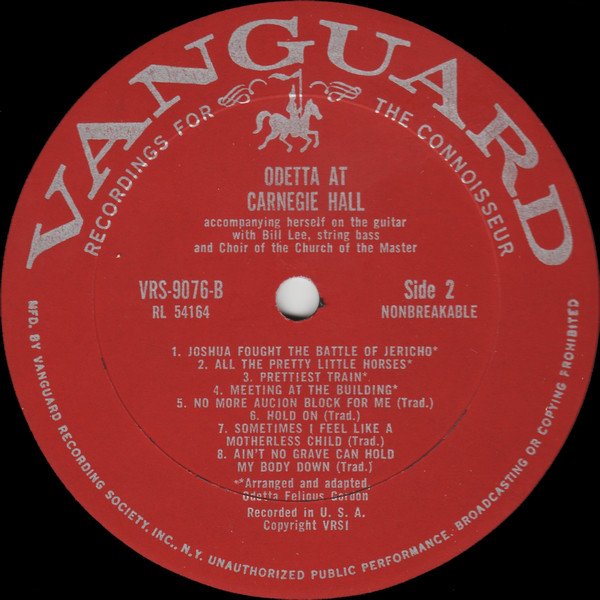 VANGUARD
RECORDINGS FOR THE CONNOISSEUR
ODETTA AT
CARNEGIE HALL
accompanying herself on the guitar
with Bill Lee, string bass
and Choir of the Church of the Master
VRS-9076-B
RL 54164
Side 2
NONBREAKABLE
1. JOSHUA FOUGHT THE BATTLE OF JERICHO*
2. ALL THE PRETTY LITTLE HORSES*
3. PRETTIEST TRAIN*
4. MEETING AT THE BUILDING*
5. NO MORE AUCION BLOCK FOR ME (Trad.)
6. HOLD ON (Trad.)
7. SOMETIMES I FEEL LIKE A
MOTHERLESS CHILD (Trad.)
8. AIN'T NO GRAVE CAN HOLD
MY BODY DOWN (Trad.)
**Arranged and adapted,
Odetta Felious Gordon
Recorded in U. S. A.
Copyright VRSI
MFD. BY VANGUARD RECORDING SOCIETY, INC., N.Y. UNAUTHORIZED PUBLIC PERFORMANCE, BROADCASTING OR COPYING PROHIBITED